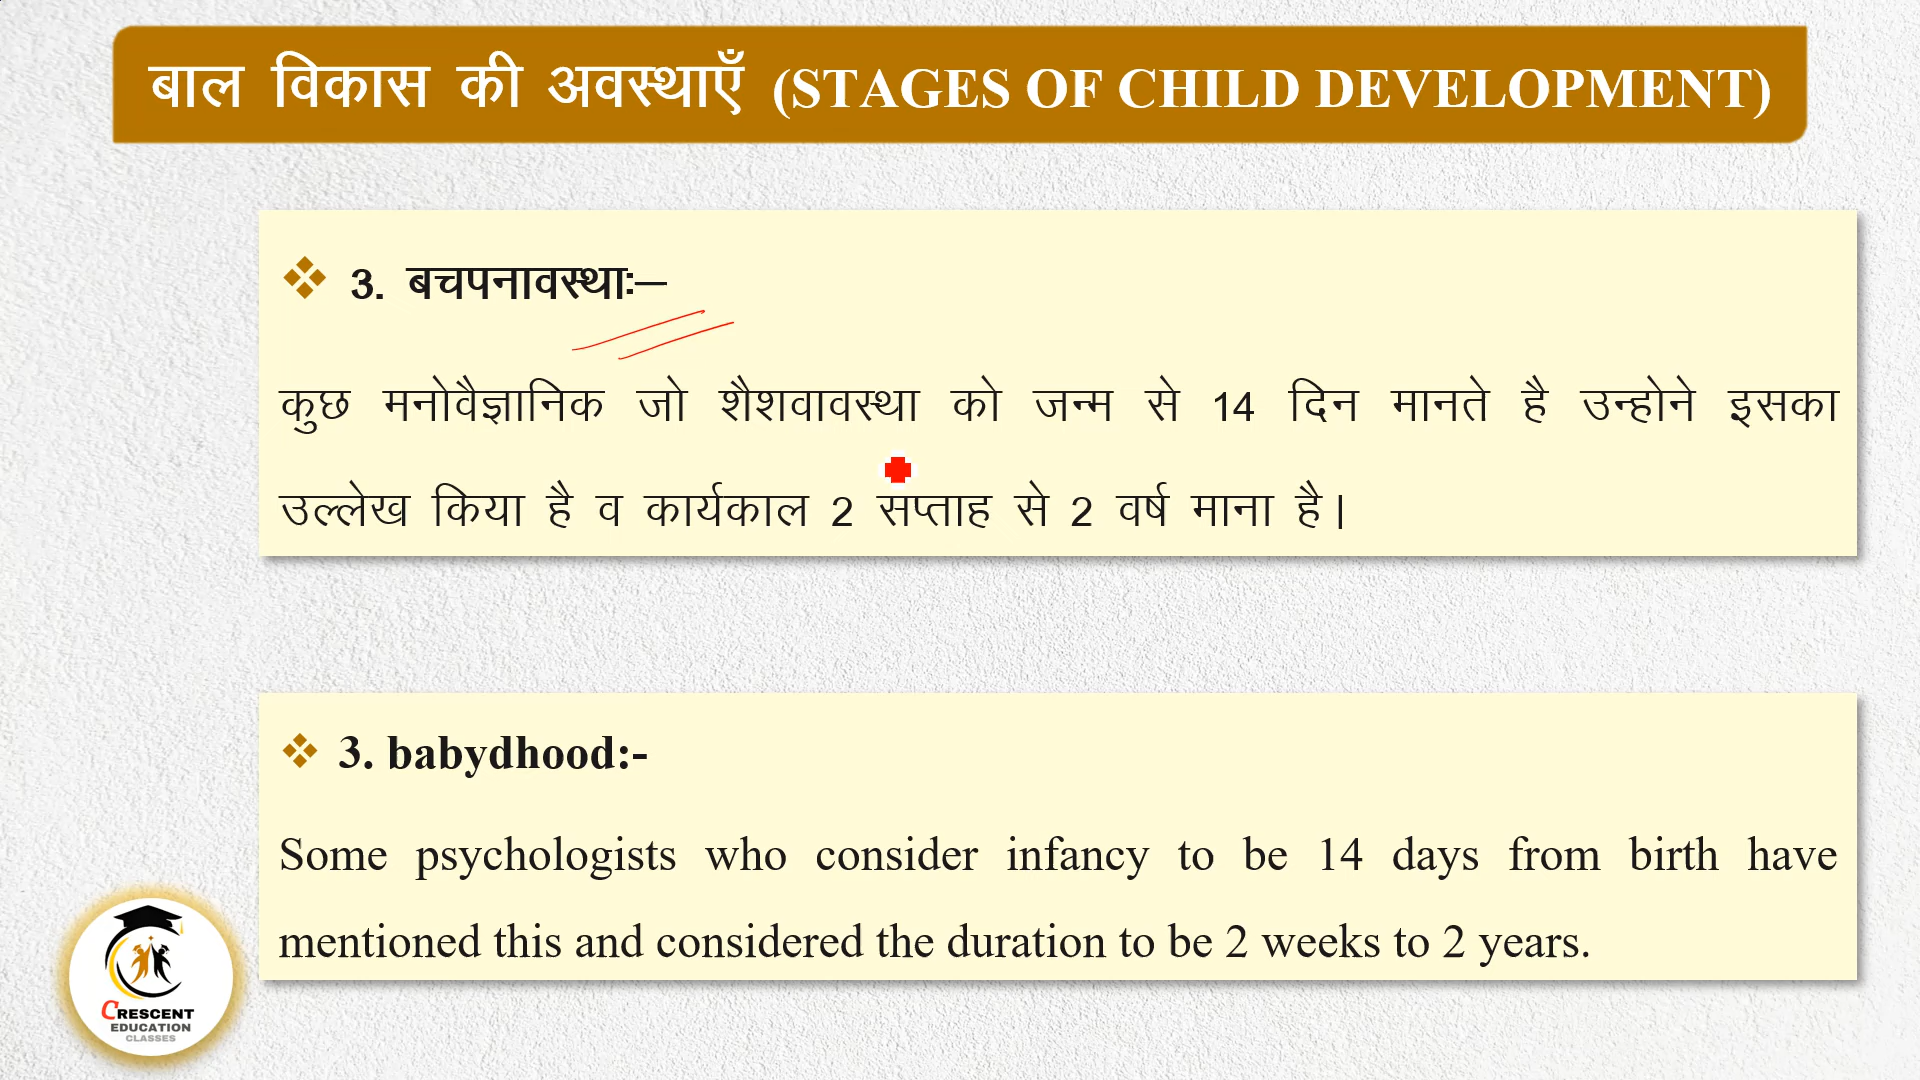 बाल विकास की अवस्थाएँ (STAGES OF CHILD DEVELOPMENT)
❖ 3. बचपनावस्थाः—
कुछ मनोवैज्ञानिक जो शैशवावस्था को जन्म से 14 दिन मानते है उन्होने इसका
उल्लेख किया है व कार्यकाल 2 सप्ताह से 2 वर्ष माना है।
❖ 3. babydhood:-
Some psychologists who consider infancy to be 14 days from birth have
mentioned this and considered the duration to be 2 weeks to 2 years.
CRESCENT
EDUCATION
CLASSES